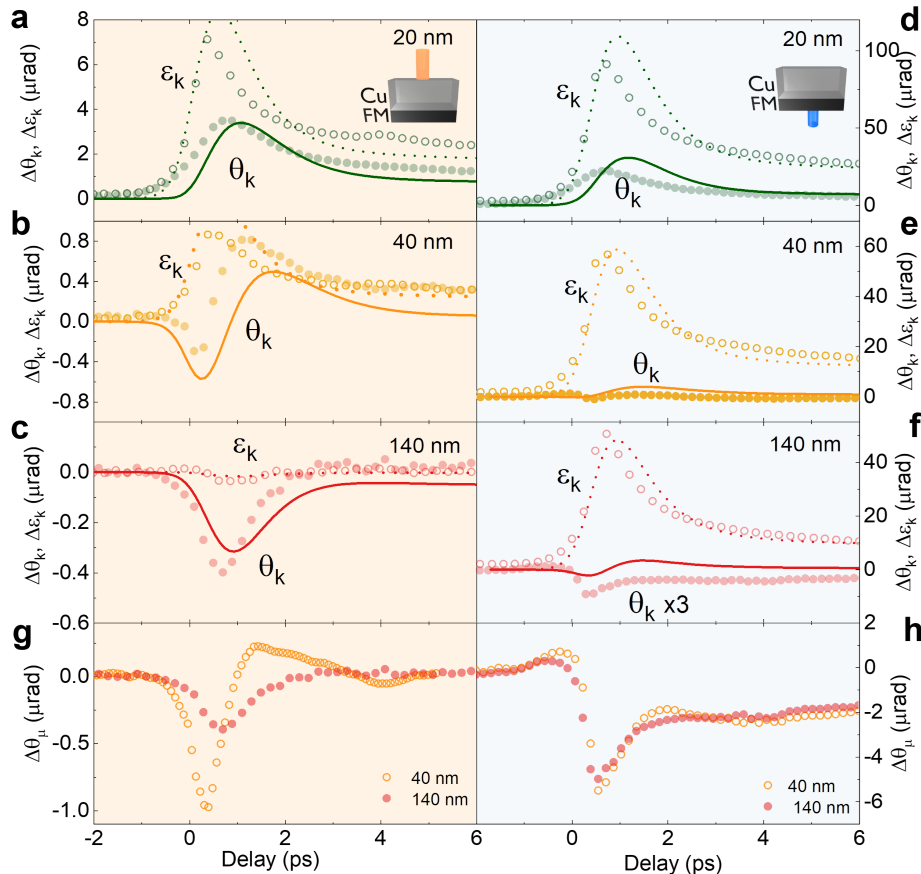 a
8
6
4
2
0
Δθk, Δεk (μrad)
20 nm
εk
θk
Cu
FM
d
20 nm
100
50
0
Δθk, Δεk (μrad)
εk
θk
Cu
FM
b
0.8
0.4
0.0
-0.4
-0.8
Δθk, Δεk (μrad)
40 nm
εk
θk
e
40 nm
60
40
20
0
Δθk, Δεk (μrad)
εk
θk
c
0.0
-0.2
-0.4
-0.6
Δθk, Δεk (μrad)
140 nm
εk
θk
f
140 nm
40
20
0
Δθk, Δεk (μrad)
εk
θk x3
g
0.0
-0.5
-1.0
Δθμ (μrad)
40 nm
140 nm
-2 0 2 4 6
Delay (ps)
h
2
0
-2
-4
-6
Δθμ (μrad)
40 nm
140 nm
0 2 4 6
Delay (ps)